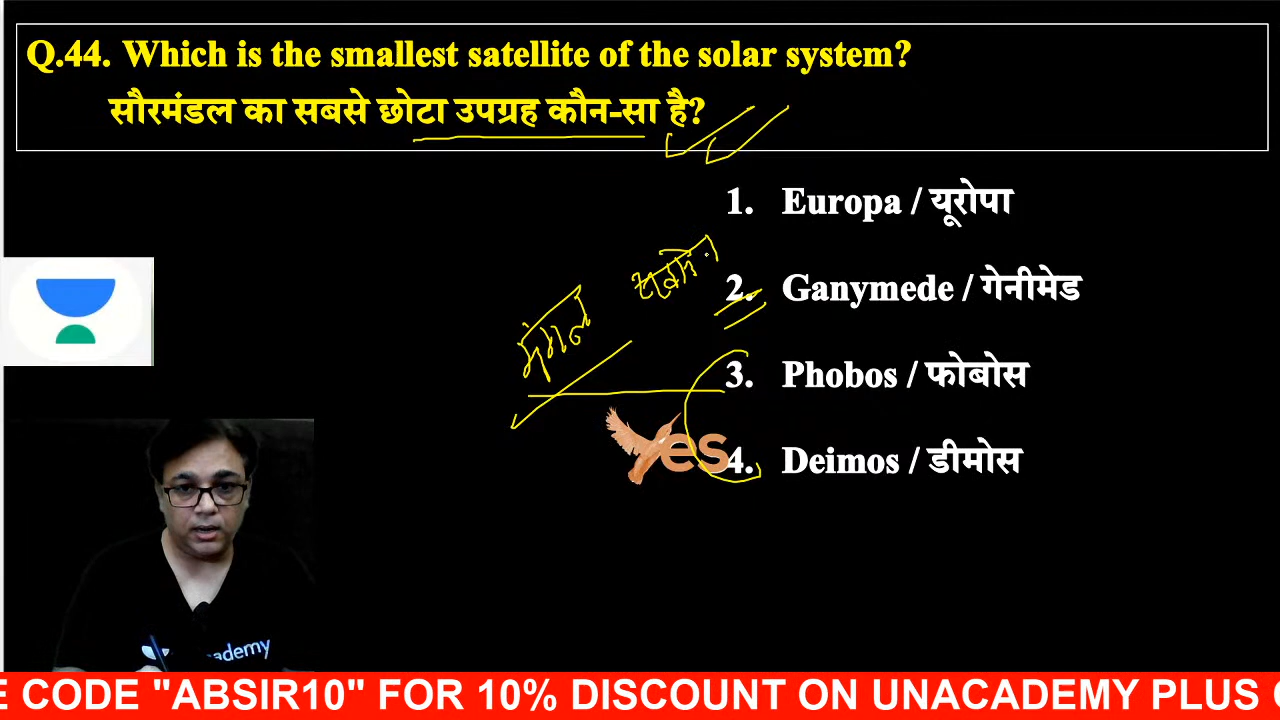 Q.44. Which is the smallest satellite of the solar system?
सौरमंडल का सबसे छोटा उपग्रह कौन-सा है?
1. Europa / यूरोपा
2. Ganymede / गेनीमेड
3. Phobos / फोबोस
4. Deimos / डीमोस
मंगल
Yes
ademy
E CODE "ABSIR10" FOR 10% DISCOUNT ON UNACADEMY PLUS